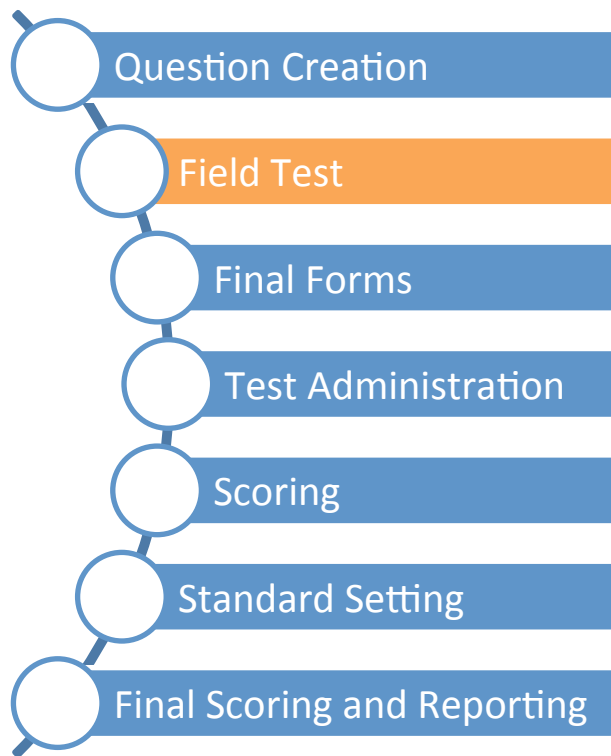 Question Creation
Field Test
Final Forms
Test Administration
Scoring
Standard Setting
Final Scoring and Reporting